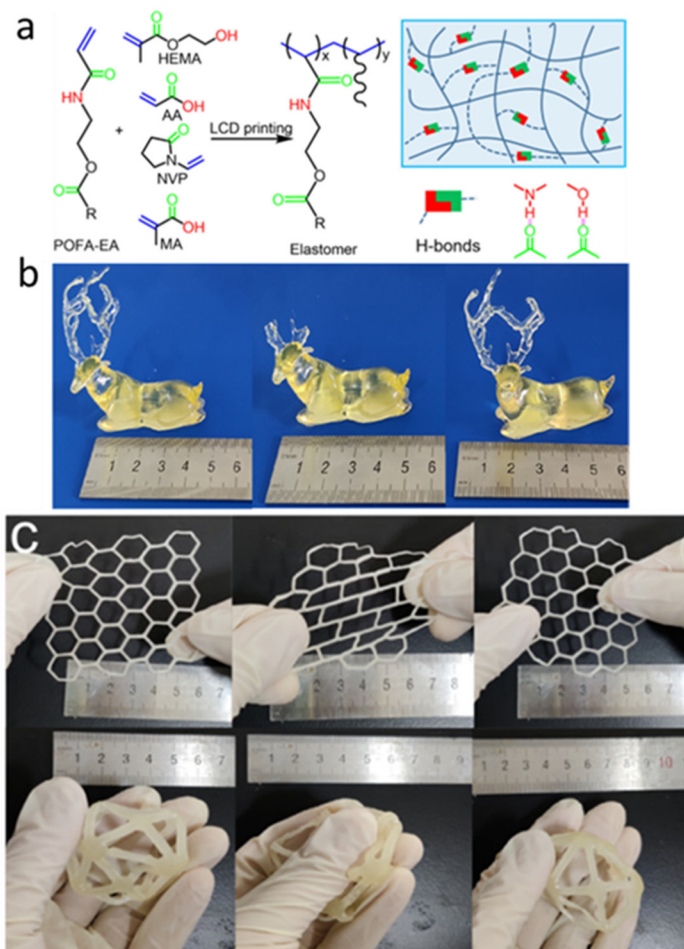 a
O
OH
O
HEMA
O
HN
O
OH
AA
+
O
N
NVP
O
OH
MA
O
O
R
POFA-EA
LCD printing
x
y
O
HN
O
O
R
Elastomer
H-bonds
N
H
O
O
H
O
b
1 2 3 4 5 6
1 2 3 4 5 6
1 2 3 4 5 6
C
1 2 3 4 5 6 7
2 3 4 5 6 7 8
1 2 3 4 5 6 7
1 2 3 4 5 6 7
1 2 3 4 5 6 7 8 9
1 2 3 4 5 6 7 8 9 10